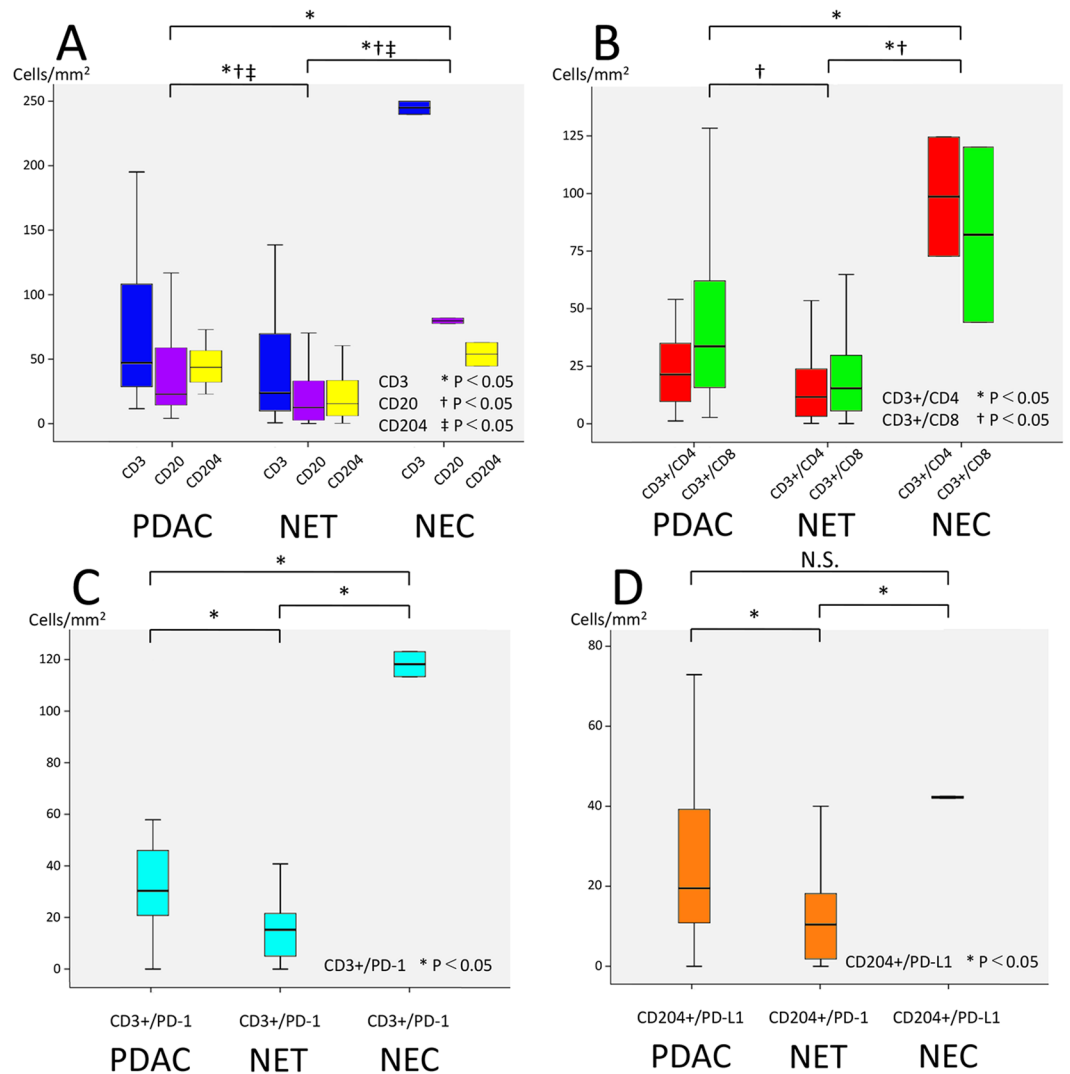 A
*
*†‡
*†‡
Cells/mm²
250
200
150
100
50
0
CD3 * P＜0.05
CD20 † P＜0.05
CD204 ‡ P＜0.05
CD3 CD20 CD204 CD3 CD20 CD204 CD3 CD20 CD204
PDAC NET NEC
B
*
*†
†
Cells/mm²
125
100
75
50
25
0
CD3+/CD4 * P＜0.05
CD3+/CD8 † P＜0.05
CD3+/CD4 CD3+/CD8 CD3+/CD4 CD3+/CD8 CD3+/CD4 CD3+/CD8
PDAC NET NEC
C
*
*
*
Cells/mm²
120
100
80
60
40
20
0
CD3+/PD-1 * P＜0.05
CD3+/PD-1 CD3+/PD-1 CD3+/PD-1
PDAC NET NEC
D
N.S.
*
*
Cells/mm²
80
60
40
20
0
CD204+/PD-L1 * P＜0.05
CD204+/PD-L1 CD204+/PD-1 CD204+/PD-L1
PDAC NET NEC